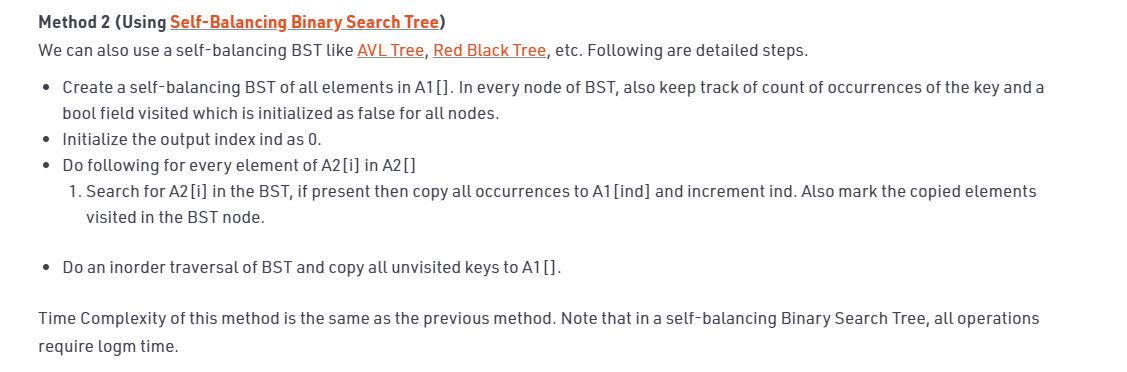 Method 2 (Using Self-Balancing Binary Search Tree)
We can also use a self-balancing BST like AVL Tree, Red Black Tree, etc. Following are detailed steps.
• Create a self-balancing BST of all elements in A1[]. In every node of BST, also keep track of count of occurrences of the key and a
bool field visited which is initialized as false for all nodes.
• Initialize the output index ind as 0.
• Do following for every element of A2[i] in A2[]
1. Search for A2[i] in the BST, if present then copy all occurrences to A1[ind] and increment ind. Also mark the copied elements
visited in the BST node.
• Do an inorder traversal of BST and copy all unvisited keys to A1[].
Time Complexity of this method is the same as the previous method. Note that in a self-balancing Binary Search Tree, all operations
require logm time.